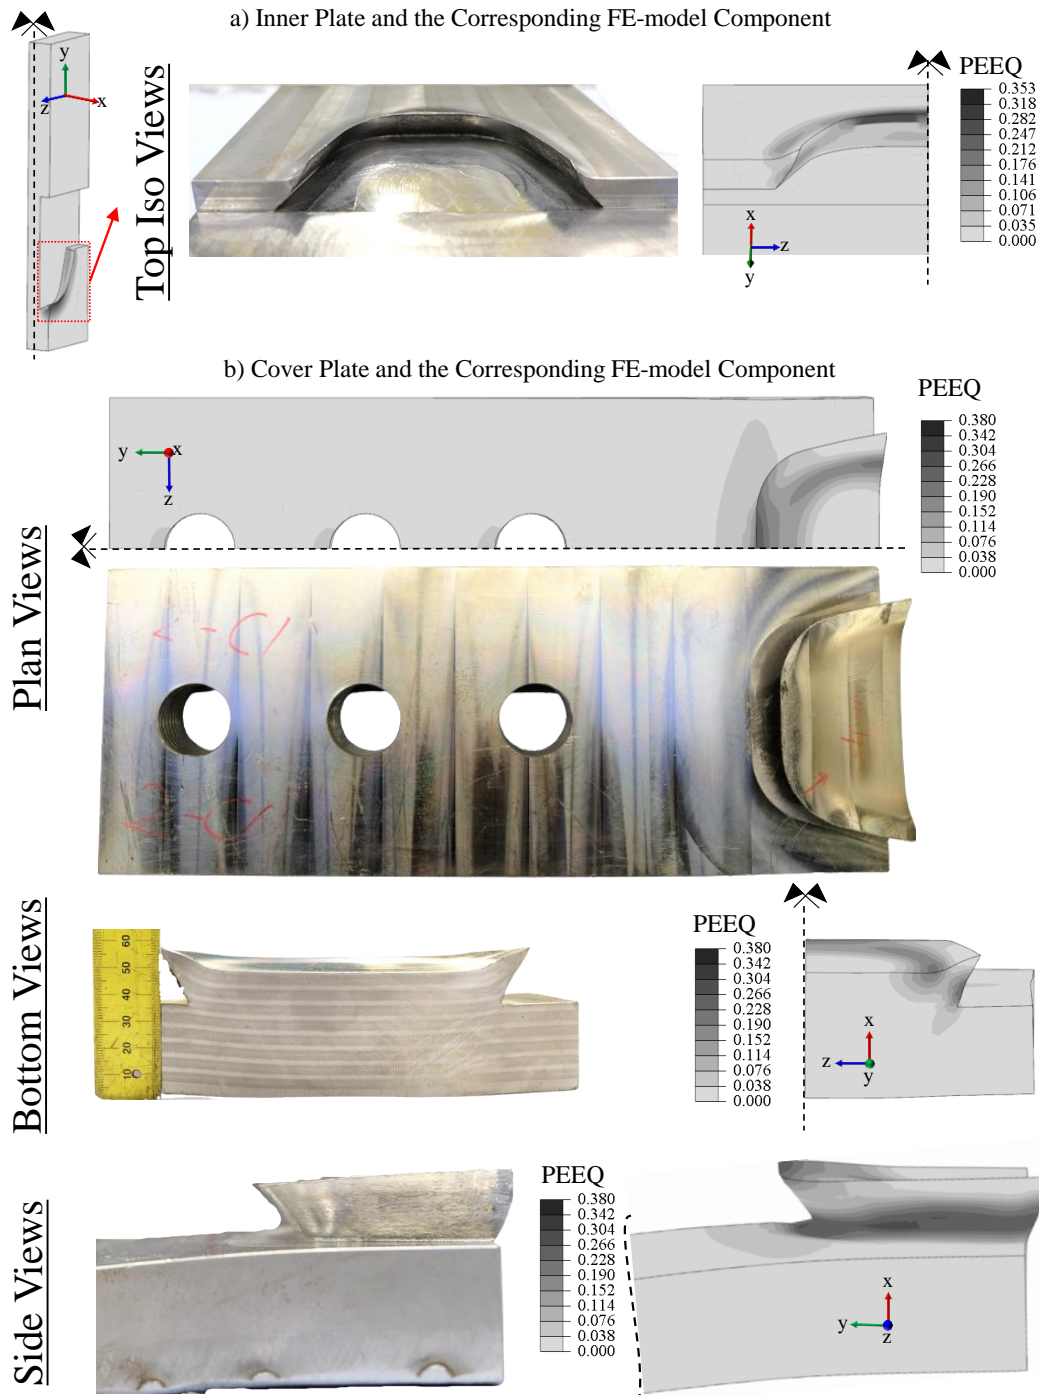 a) Inner Plate and the Corresponding FE-model Component
y
z
x
Top Iso Views
x
z
y
PEEQ
0.353
0.318
0.282
0.247
0.212
0.176
0.141
0.106
0.071
0.035
0.000
b) Cover Plate and the Corresponding FE-model Component
Plan Views
y
x
z
PEEQ
0.380
0.342
0.304
0.266
0.228
0.190
0.152
0.114
0.076
0.038
0.000
2-C1
2-C1
Bottom Views
60
50
40
30
20
10
PEEQ
0.380
0.342
0.304
0.266
0.228
0.190
0.152
0.114
0.076
0.038
0.000
x
z
y
Side Views
PEEQ
0.380
0.342
0.304
0.266
0.228
0.190
0.152
0.114
0.076
0.038
0.000
x
y
z